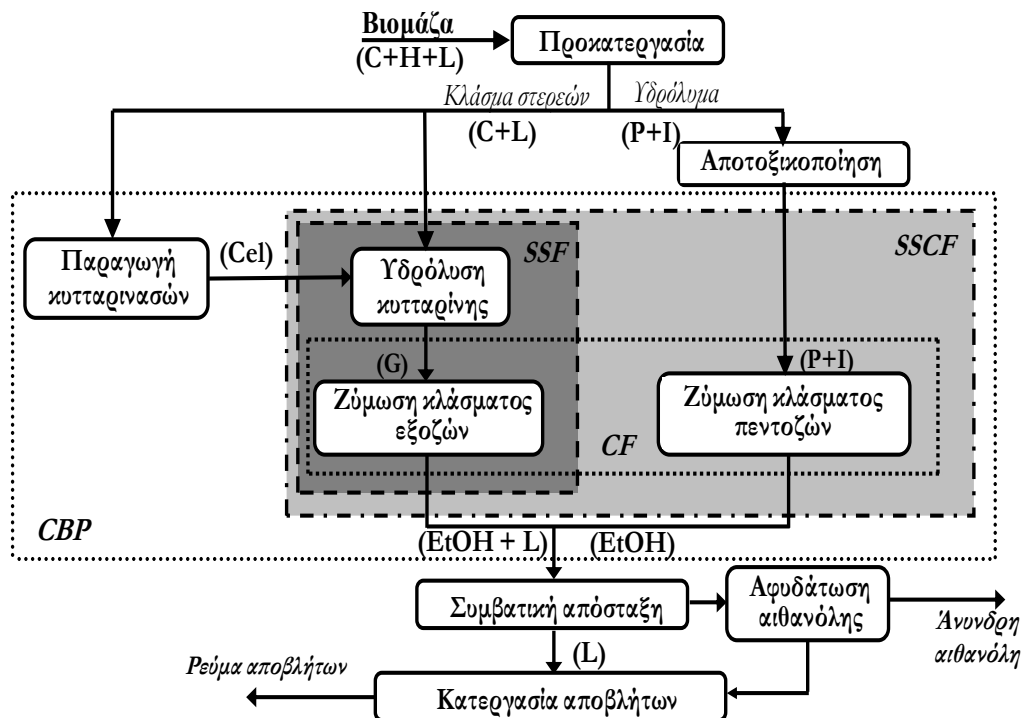 Βιομάζα
(C+H+L)
Προκατεργασία
Κλάσμα στερεών
Υδρόλυμα
(C+L)
(P+I)
Αποτοξικοποίηση
Παραγωγή
κυτταρινασών
(Cel)
Υδρόλυση
κυτταρίνης
SSF
SSCF
(G)
(P+I)
Ζύμωση κλάσματος
εξοζών
Ζύμωση κλάσματος
πεντοζών
CF
CBP
(EtOH + L)
(EtOH)
Συμβατική απόσταξη
Αφυδάτωση
αιθανόλης
Άνυνδρη
αιθανόλη
(L)
Ρεύμα αποβλήτων
Κατεργασία αποβλήτων